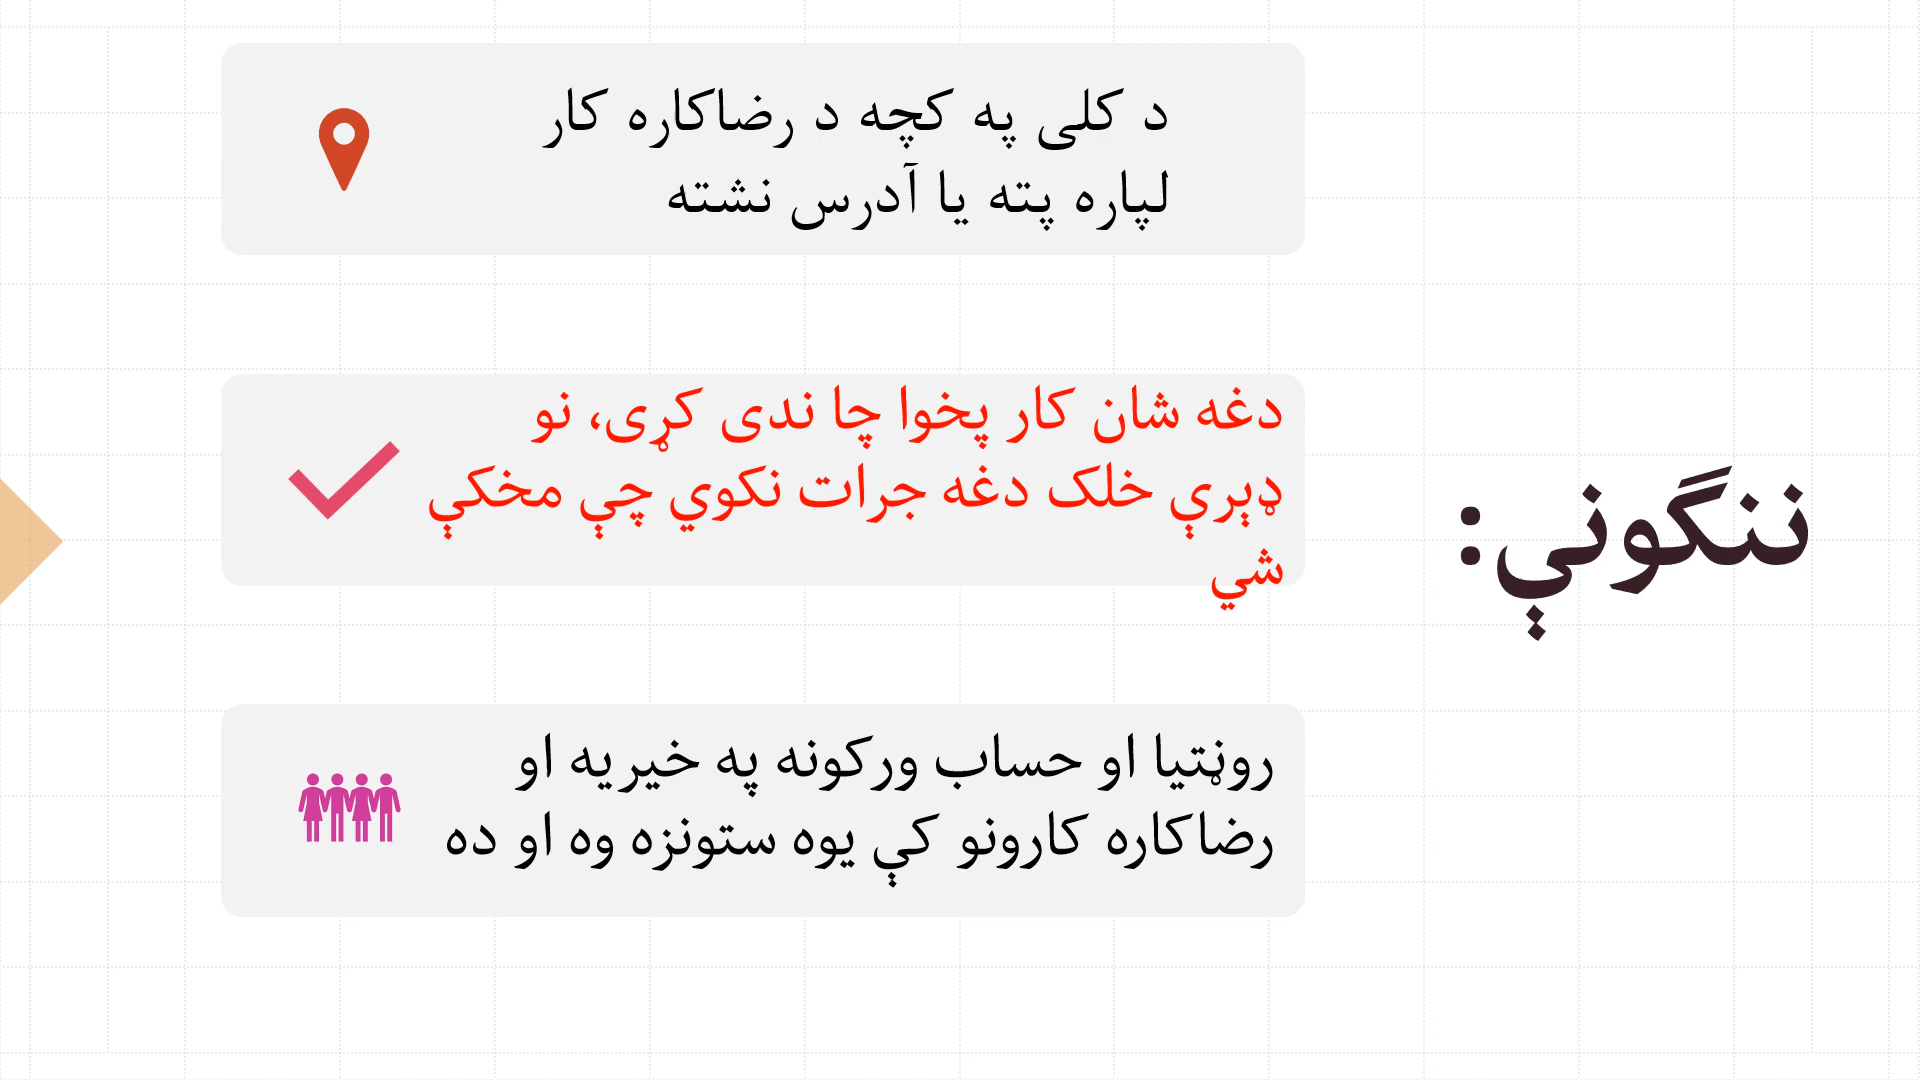 ننګونې:
د کلی په کچه د رضاکاره کار
لپاره پته یا آدرس نشته
دغه شان کار پخوا چا ندی کړی، نو
ډېرې خلک دغه جرات نکوي چې مخکې
شي
روڼتیا او حساب ورکونه په خیریه او
رضاکاره کارونو کې یوه ستونزه وه او ده